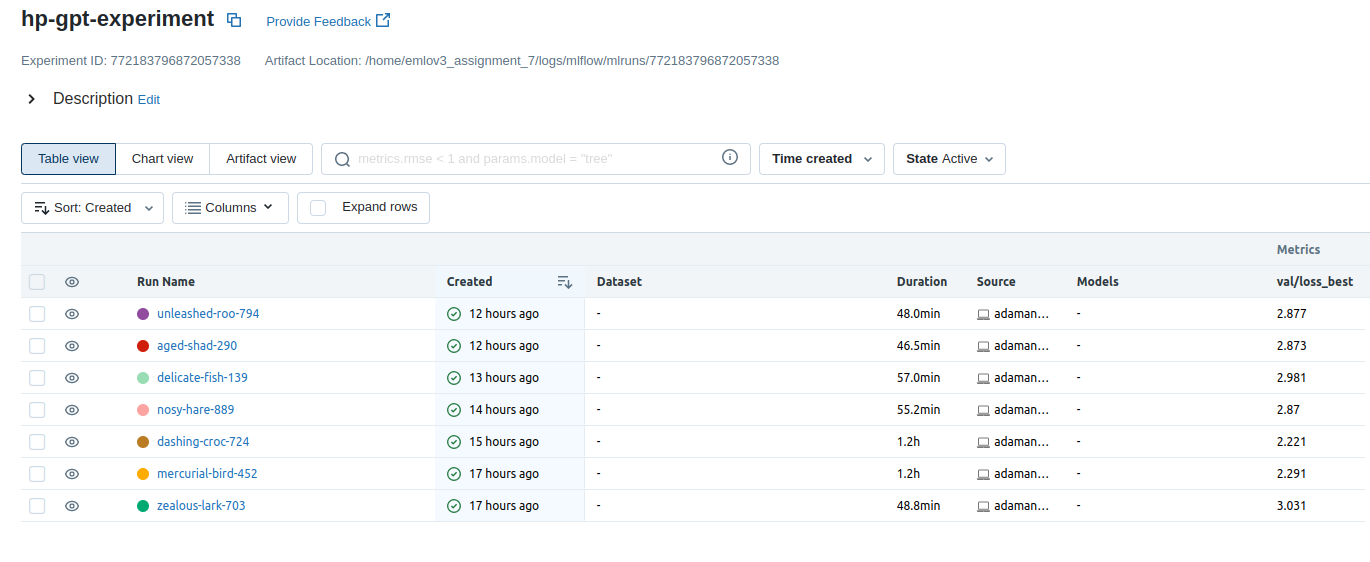 hp-gpt-experiment Provide Feedback
Experiment ID: 772183796872057338 Artifact Location: /home/emlov3_assignment_7/logs/mlflow/mlruns/772183796872057338
Description Edit
Table view Chart view Artifact view metrics.rmse < 1 and params.model = "tree" Time created State Active
Sort: Created Columns Expand rows
Metrics
Run Name Created Dataset Duration Source Models val/loss_best
unleashed-roo-794 12 hours ago - 48.0min adaman... - 2.877
aged-shad-290 12 hours ago - 46.5min adaman... - 2.873
delicate-fish-139 13 hours ago - 57.0min adaman... - 2.981
nosy-hare-889 14 hours ago - 55.2min adaman... - 2.87
dashing-croc-724 15 hours ago - 1.2h adaman... - 2.221
mercurial-bird-452 17 hours ago - 1.2h adaman... - 2.291
zealous-lark-703 17 hours ago - 48.8min adaman... - 3.031